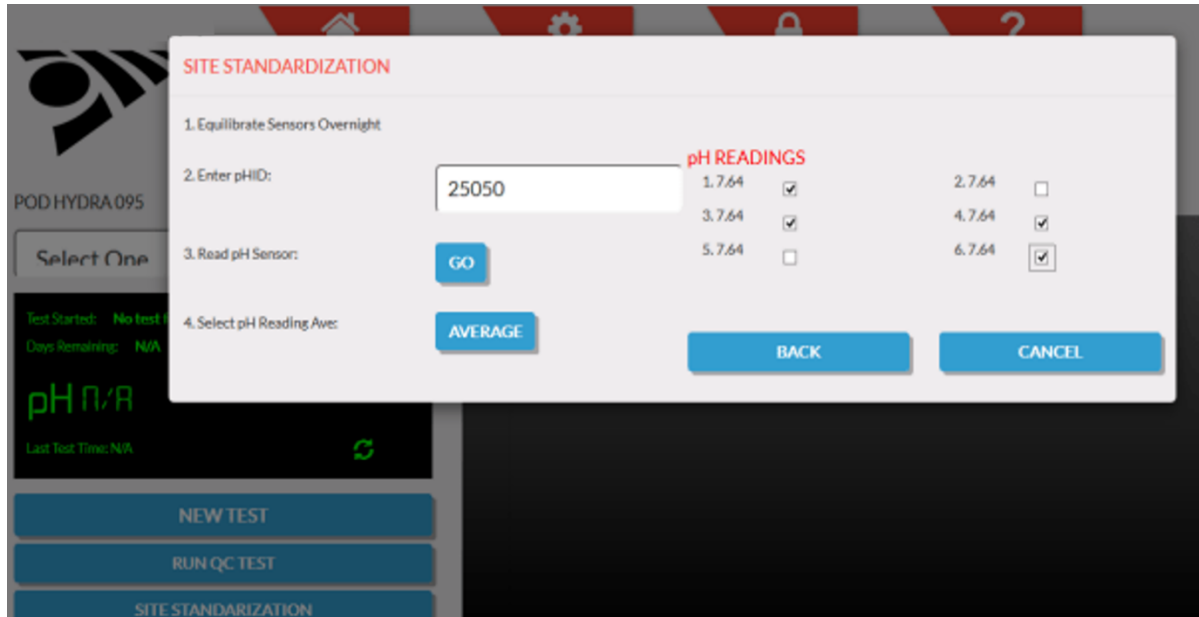 SITE STANDARDIZATION
1. Equilibrate Sensors Overnight
2. Enter pHID:
25050
pH READINGS
1. 7.64
2. 7.64
3. 7.64
4. 7.64
5. 7.64
6. 7.64
3. Read pH Sensor:
GO
4. Select pH Reading Ave:
AVERAGE
BACK
CANCEL
POD HYDRA 095
Select One
Test Started: No test
Days Remaining: N/A
pH N/A
Last Test Time: N/A
NEW TEST
RUN QC TEST
SITE STANDARIZATION
?